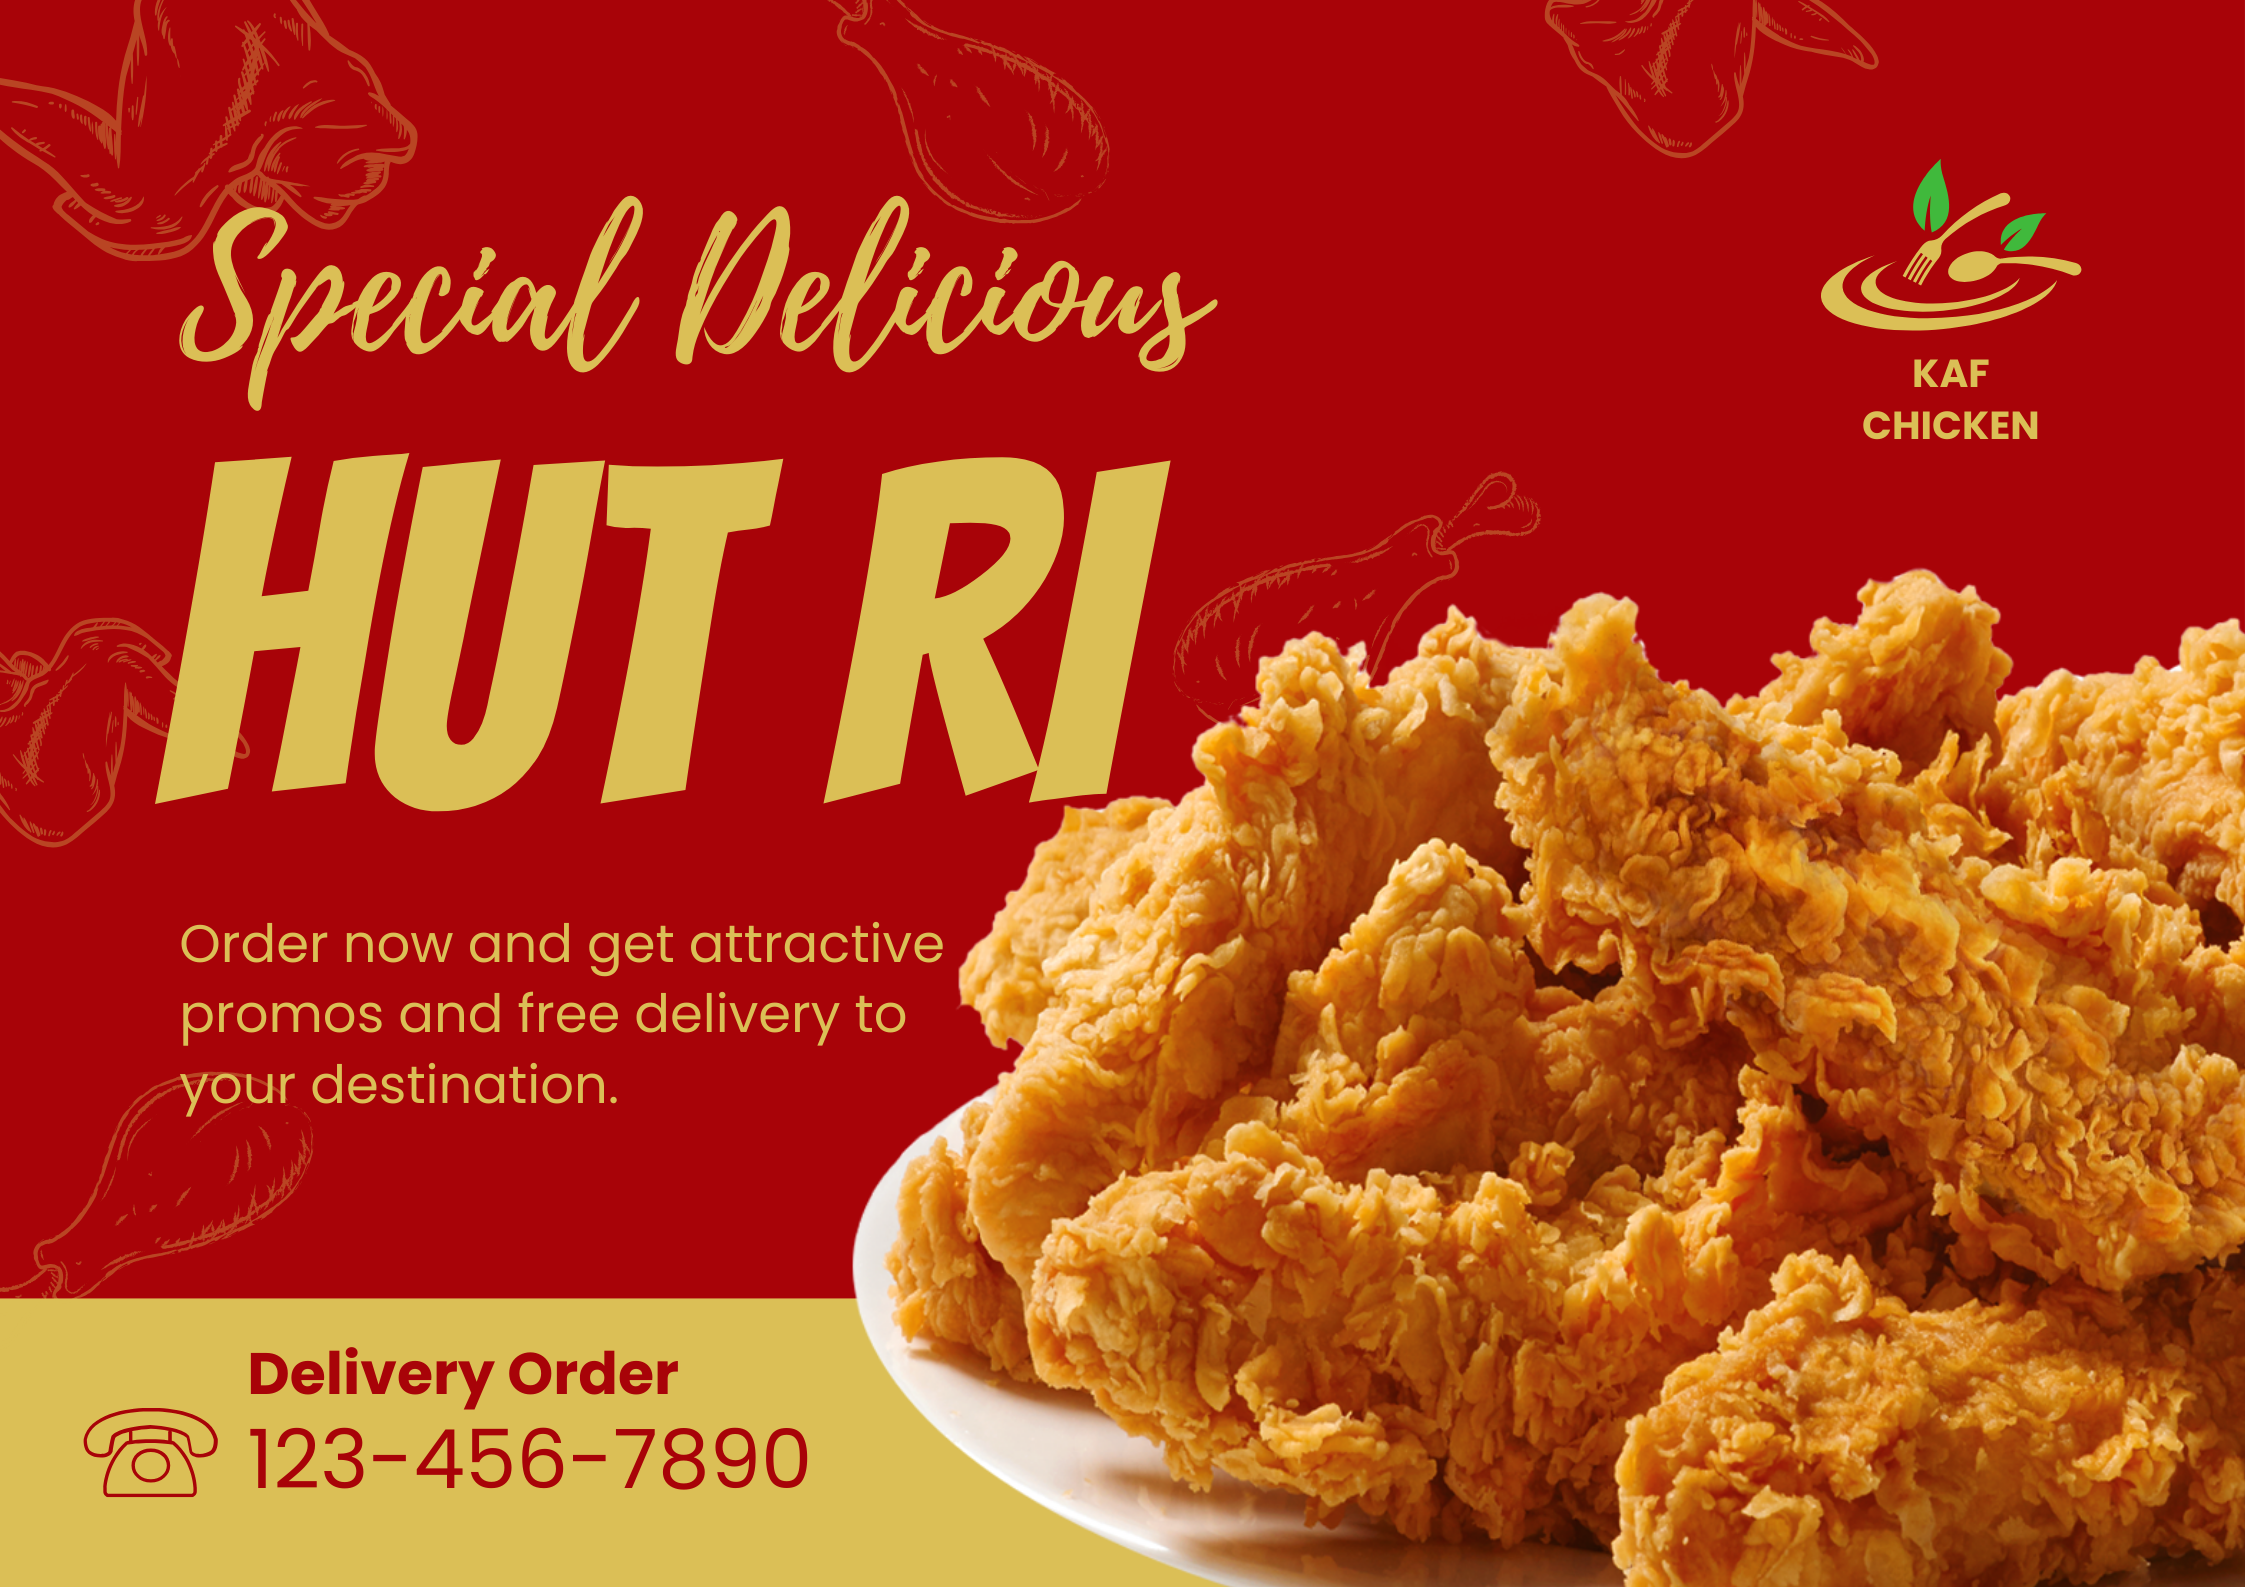 Special Delicious
KAF
CHICKEN
HUT RI
Order now and get attractive
promos and free delivery to
your destination.
Delivery Order
123-456-7890